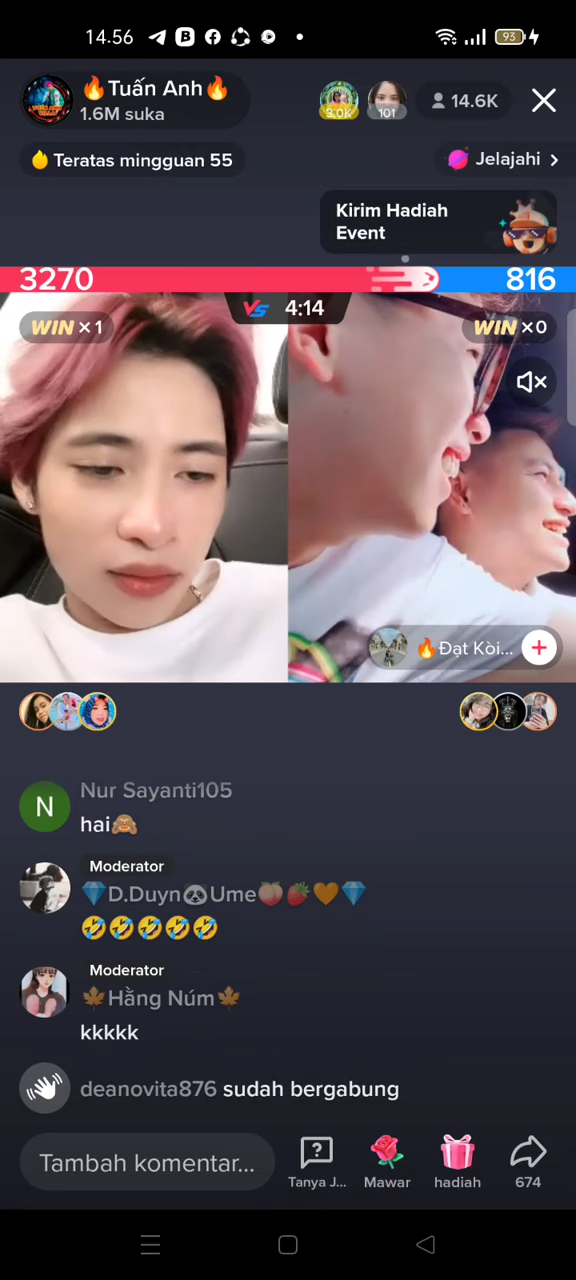 14.56
93
🔥Tuấn Anh🔥
1.6M suka
3.0K
101
14.6K
Teratas mingguan 55
Jelajahi
Kirim Hadiah
Event
3270
816
VS 4:14
WIN × 1
WIN × 0
🔥Đạt Kòi...
N
Nur Sayanti105
hai🙈
Moderator
💎D.Duyn🐼Ume🍑🍓🧡💎
🤣🤣🤣🤣🤣
Moderator
🍁Hằng Núm🍁
kkkkk
deanovita876 sudah bergabung
Tambah komentar...
Tanya J...
Mawar
hadiah
674